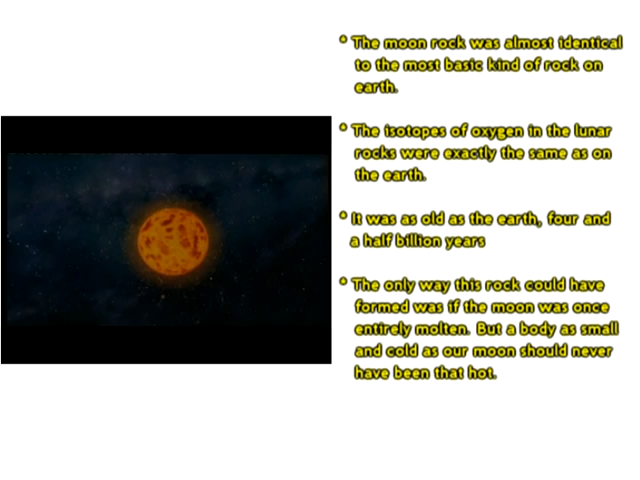 * The moon rock was almost identical
to the most basic kind of rock on
earth.
* The isotopes of oxygen in the lunar
rocks were exactly the same as on
the earth.
* It was as old as the earth, four and
a half billion years
* The only way this rock could have
formed was if the moon was once
entirely molten. But a body as small
and cold as our moon should never
have been that hot.